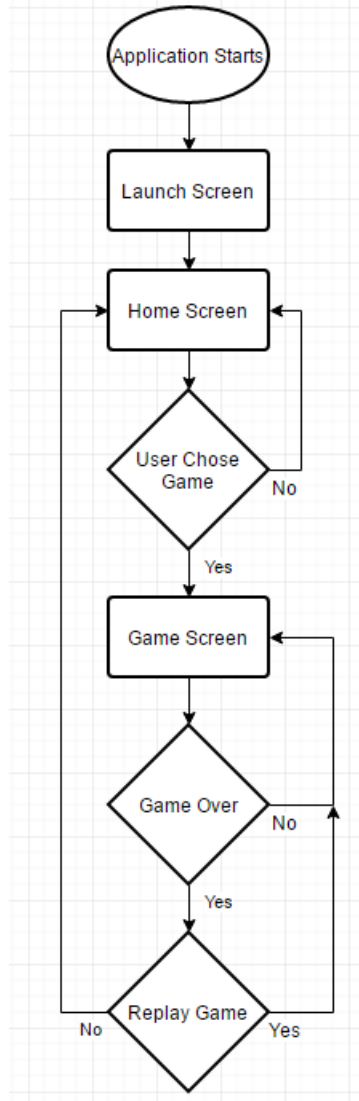 Application Starts
Launch Screen
Home Screen
User Chose
Game
No
Yes
Game Screen
Game Over
No
Yes
Replay Game
No
Yes